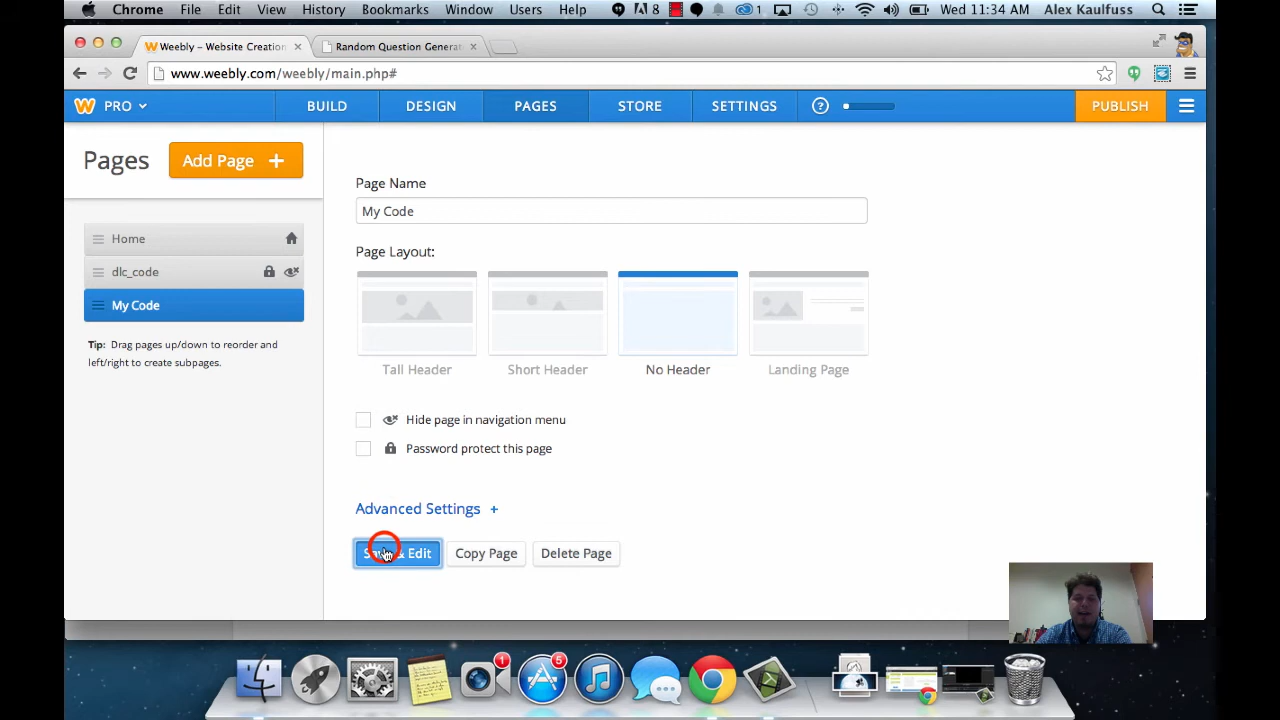 Chrome File Edit View History Bookmarks Window Users Help 8 1 Wed 11:34 AM Alex Kaulfuss
Weebly – Website Creation × Random Question Generat ×
www.weebly.com/weebly/main.php#
PRO BUILD DESIGN PAGES STORE SETTINGS ? PUBLISH
Pages Add Page +
Page Name
My Code
Home
Page Layout:
dlc_code
My Code
Tip: Drag pages up/down to reorder and
left/right to create subpages.
Tall Header Short Header No Header Landing Page
Hide page in navigation menu
Password protect this page
Advanced Settings +
& Edit Copy Page Delete Page
1 5